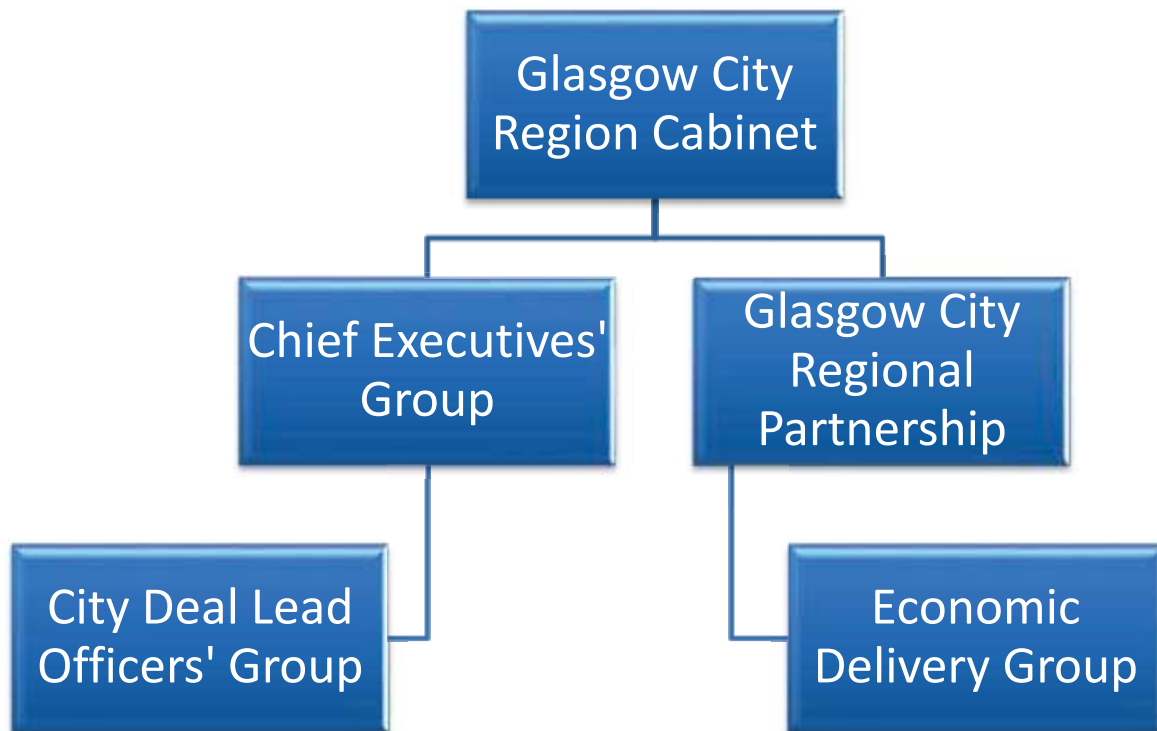 Glasgow City
Region Cabinet
Chief Executives'
Group
Glasgow City
Regional
Partnership
City Deal Lead
Officers' Group
Economic
Delivery Group